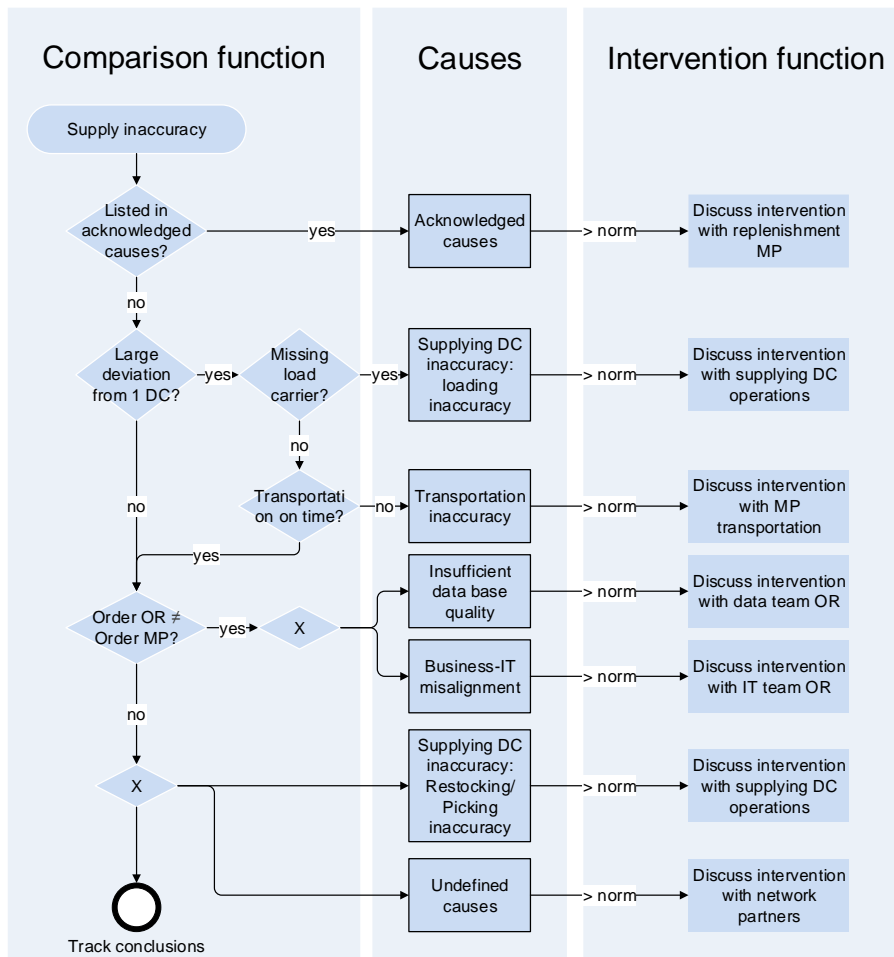 Comparison function
Causes
Intervention function
Supply inaccuracy
Listed in
acknowledged
causes?
yes
Acknowledged
causes
> norm
Discuss intervention
with replenishment
MP
no
Large
deviation
from 1 DC?
yes
Missing
load
carrier?
yes
Supplying DC
inaccuracy:
loading
inaccuracy
> norm
Discuss intervention
with supplying DC
operations
no
no
Transportati
on on time?
no
Transportation
inaccuracy
> norm
Discuss intervention
with MP
transportation
yes
Order OR ≠
Order MP?
yes
X
Insufficient
data base
quality
> norm
Discuss intervention
with data team OR
Business-IT
misalignment
> norm
Discuss intervention
with IT team OR
no
X
Supplying DC
inaccuracy:
Restocking/
Picking
inaccuracy
> norm
Discuss intervention
with supplying DC
operations
Undefined
causes
> norm
Discuss intervention
with network
partners
Track conclusions